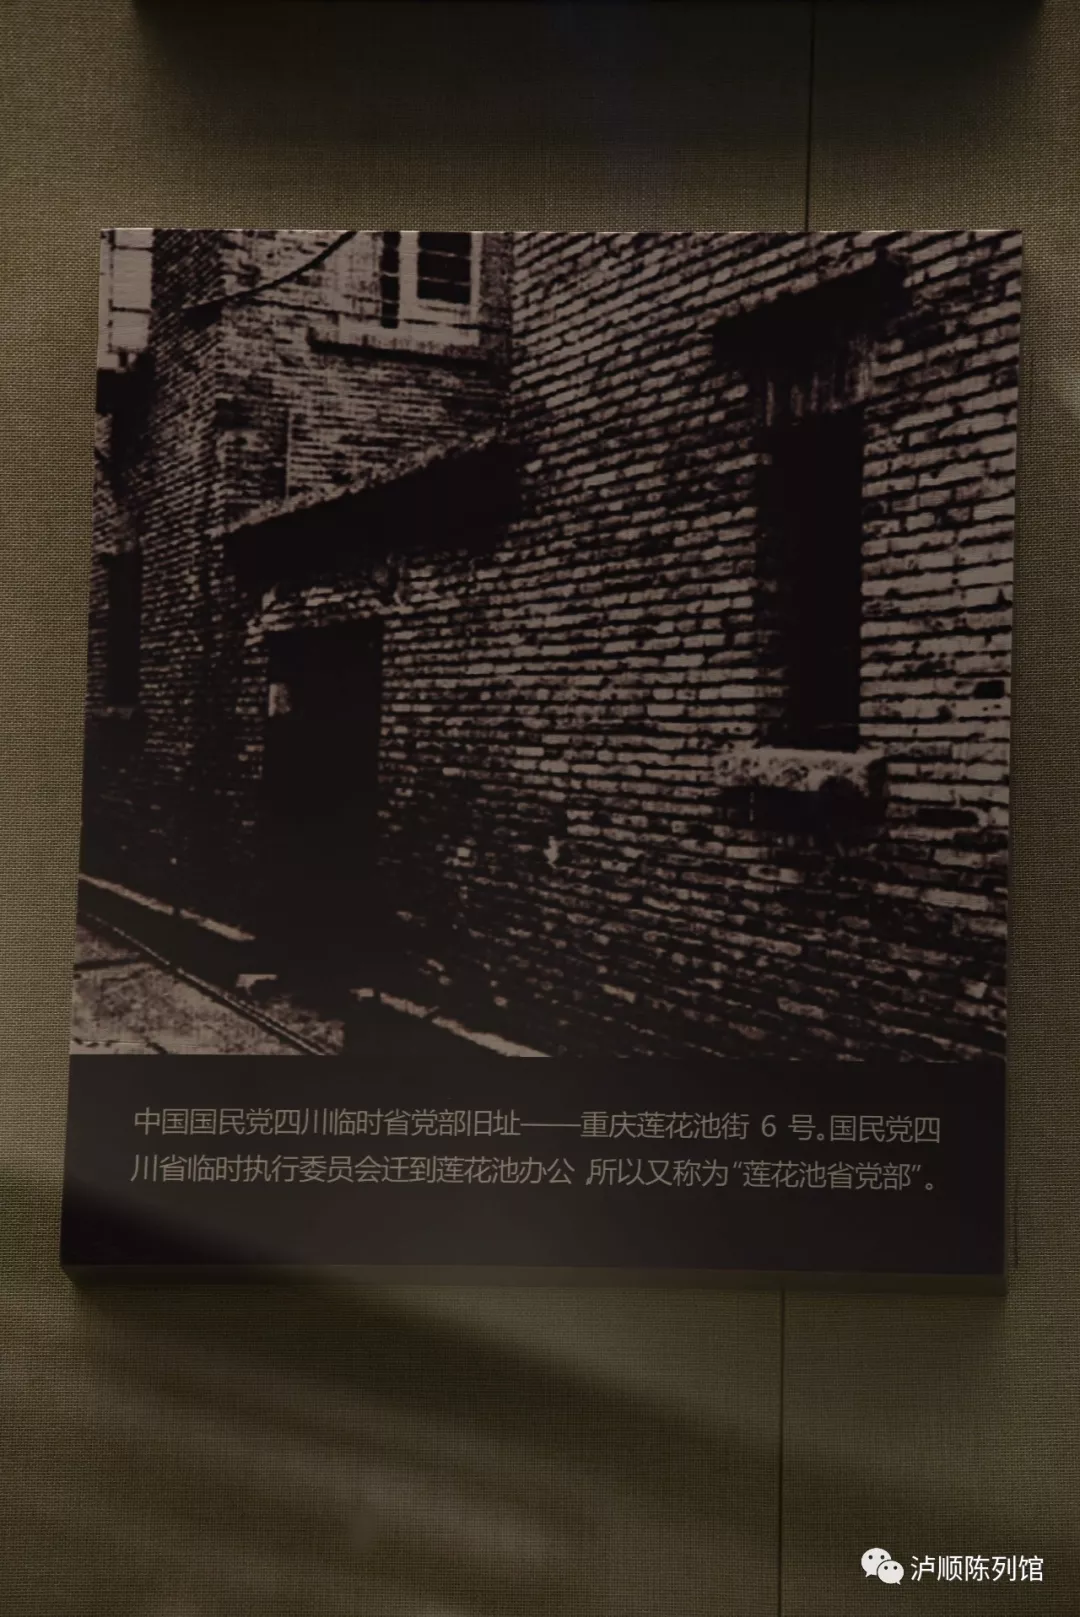 中国国民党四川临时省党部旧址——重庆莲花池街 6 号。国民党四
川省临时执行委员会迁到莲花池办公，所以又称为“莲花池省党部”。
泸顺陈列馆